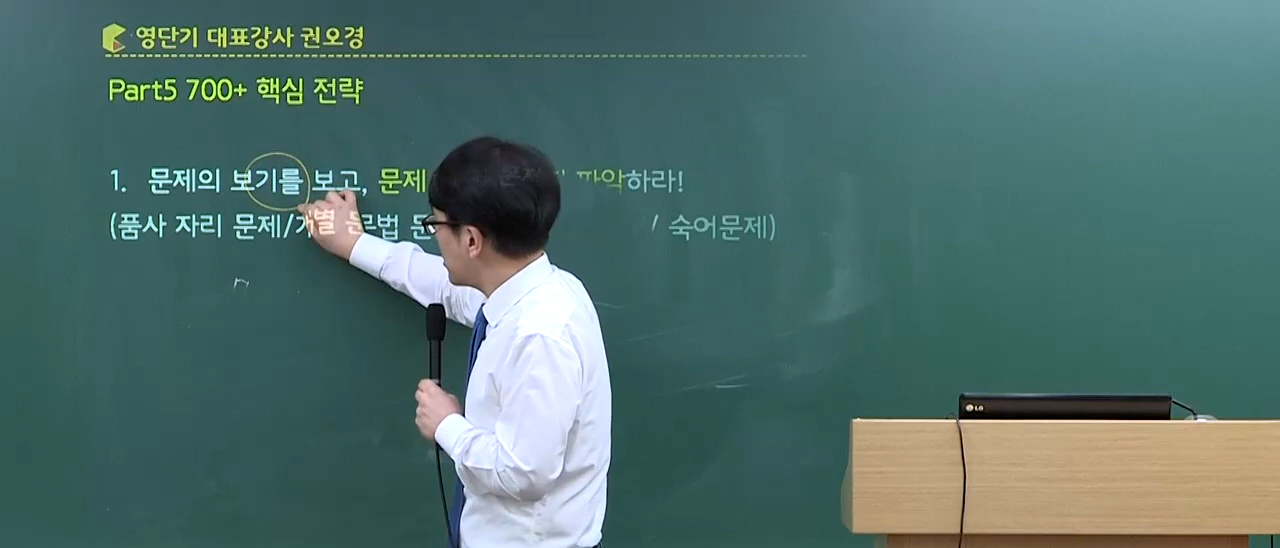 영단기 대표강사 권오경
Part5 700+ 핵심 전략
1. 문제의 보기를 보고, 문제 파악하라!
(품사 자리 문제/개별 문법 문 / 숙어문제)
LG